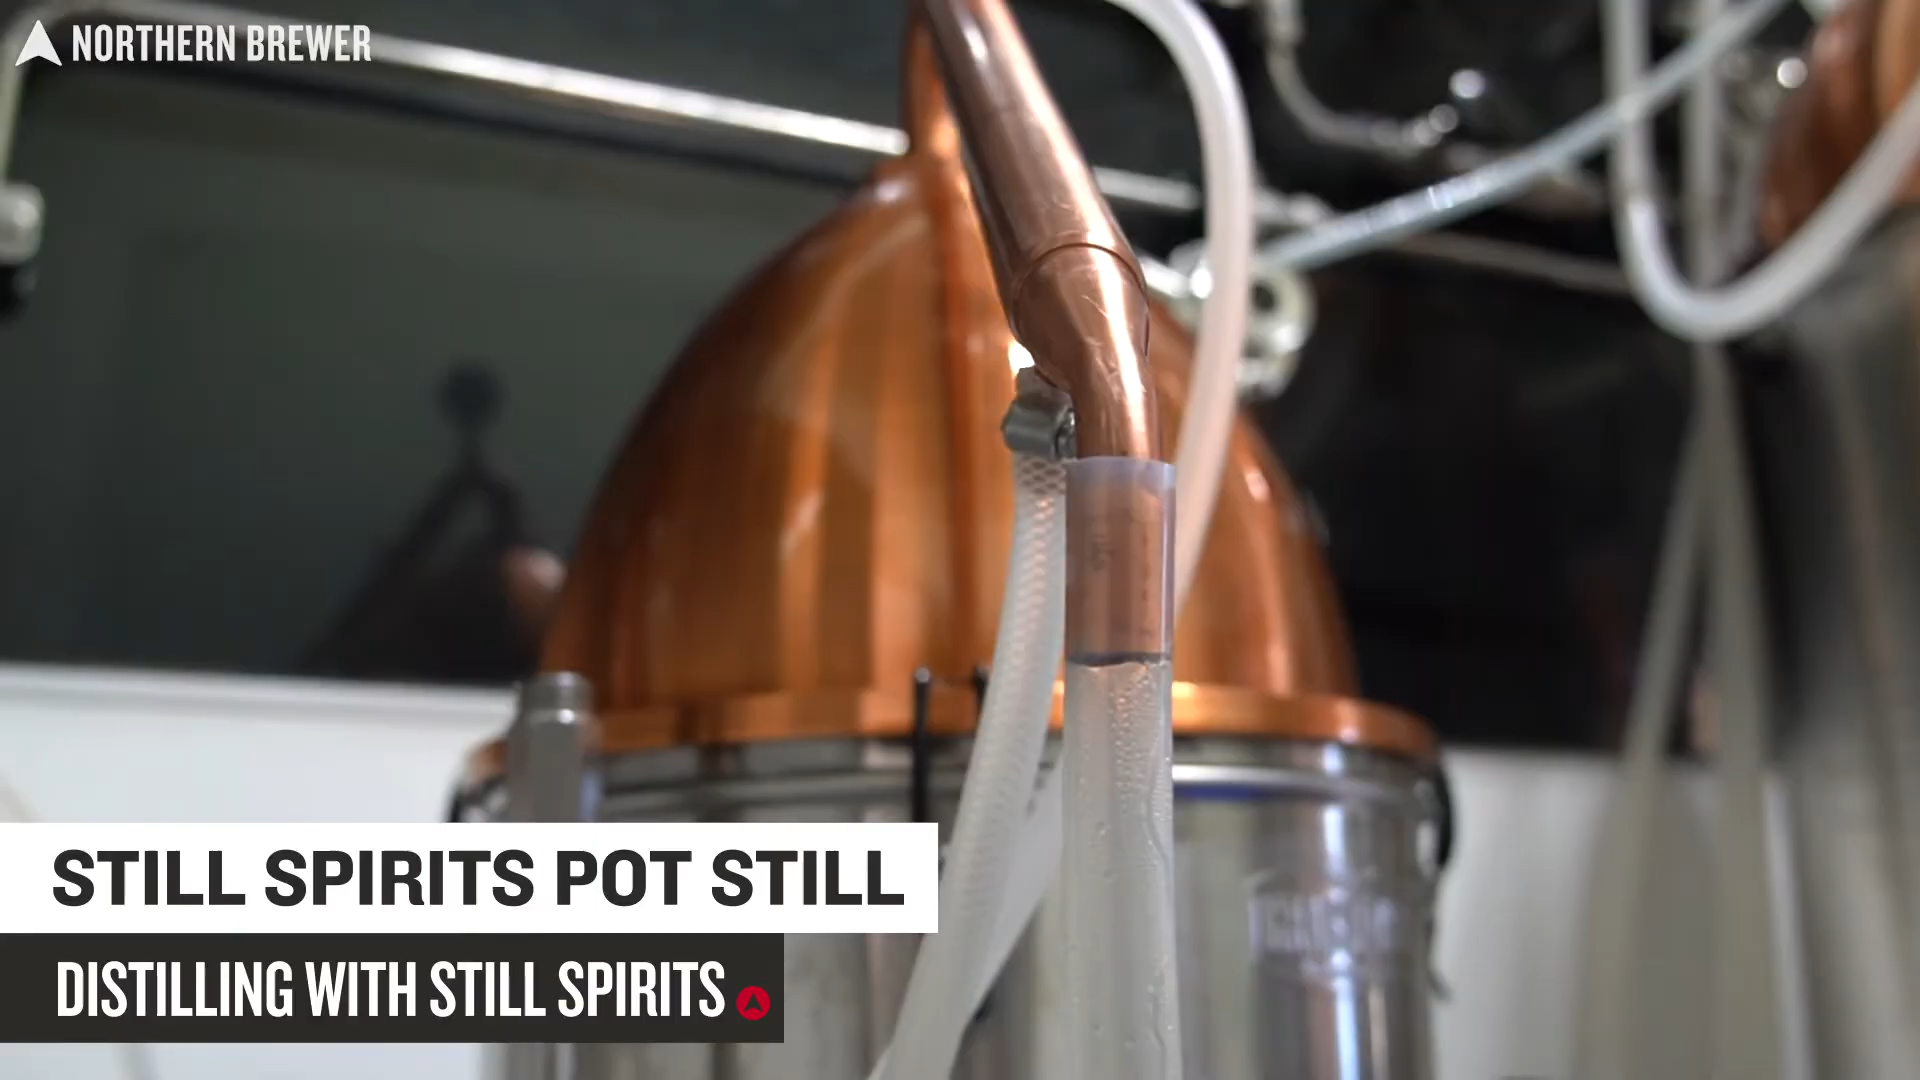 NORTHERN BREWER
STILL SPIRITS POT STILL
DISTILLING WITH STILL SPIRITS